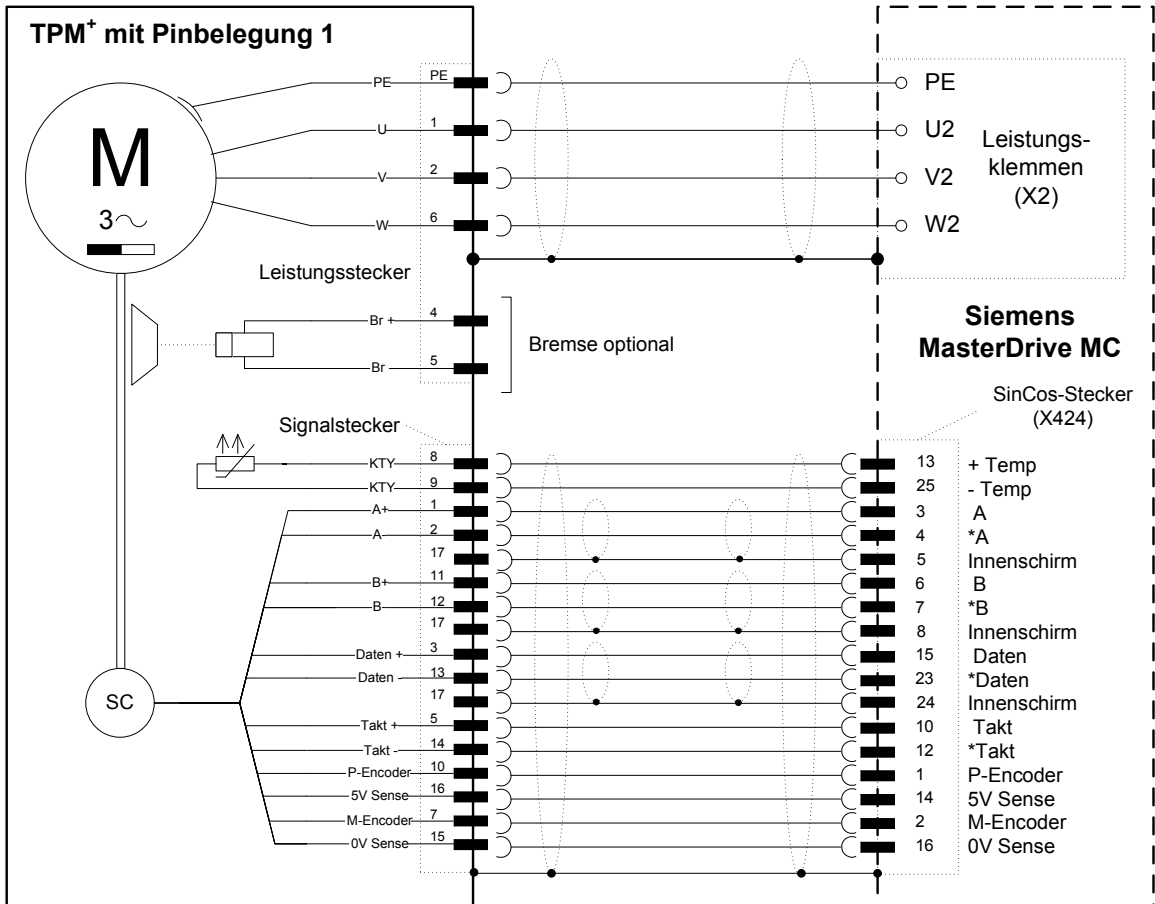 TPM+ mit Pinbelegung 1
M
3
PE PE PE
U 1 U2
V 2 V2
W 6 W2
Leistungs-
klemmen
(X2)
Leistungsstecker
Br + 4
Br 5
Bremse optional
Siemens
MasterDrive MC
SinCos-Stecker
(X424)
Signalstecker
KTY 8 13 + Temp
KTY 9 25 - Temp
A+ 1 3 A
A- 2 4 *A
17 5 Innenschirm
B+ 11 6 B
B 12 7 *B
17 8 Innenschirm
Daten + 3 15 Daten
Daten - 13 23 *Daten
17 24 Innenschirm
SC
Takt + 5 10 Takt
Takt - 14 12 *Takt
P-Encoder 10 1 P-Encoder
5V Sense 16 14 5V Sense
M-Encoder 7 2 M-Encoder
0V Sense 15 16 0V Sense